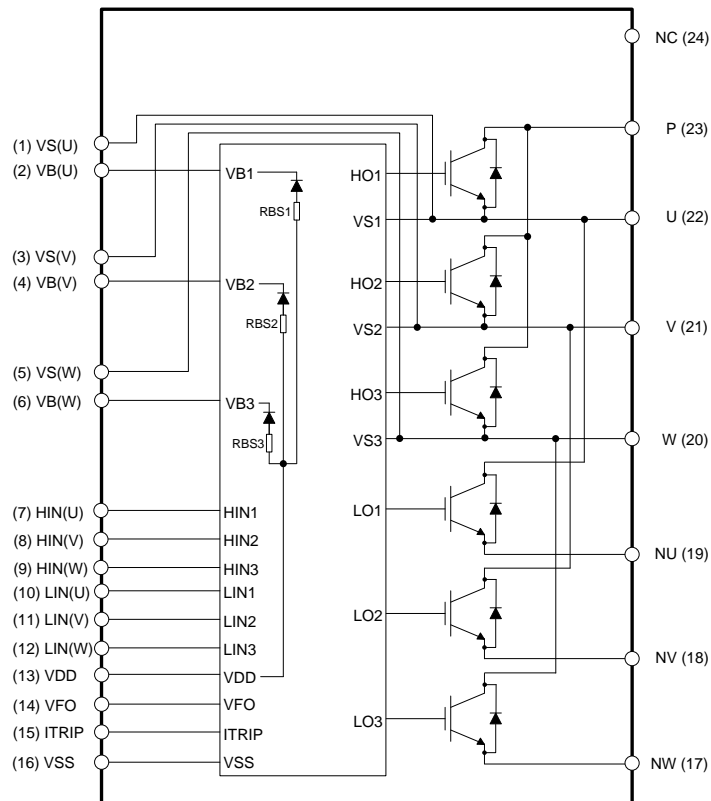 NC (24)
P (23)
(1) VS(U)
(2) VB(U)
VB1
HO1
RBS1
VS1
U (22)
(3) VS(V)
(4) VB(V)
VB2
HO2
RBS2
VS2
V (21)
(5) VS(W)
(6) VB(W)
VB3
HO3
RBS3
VS3
W (20)
(7) HIN(U)
HIN1
LO1
(8) HIN(V)
HIN2
NU (19)
(9) HIN(W)
HIN3
(10) LIN(U)
LIN1
(11) LIN(V)
LIN2
LO2
(12) LIN(W)
LIN3
NV (18)
(13) VDD
VDD
(14) VFO
VFO
LO3
(15) ITRIP
ITRIP
(16) VSS
VSS
NW (17)